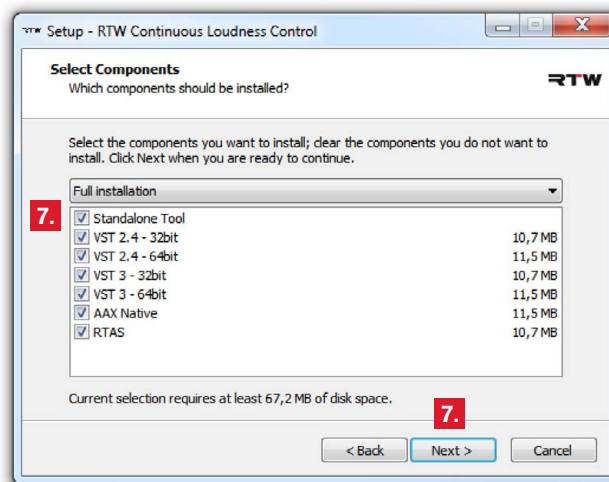 RTW Setup - RTW Continuous Loudness Control
Select Components
Which components should be installed?
RTW
Select the components you want to install; clear the components you do not want to
install. Click Next when you are ready to continue.
Full installation
7.
Standalone Tool
VST 2.4 - 32bit 10,7 MB
VST 2.4 - 64bit 11,5 MB
VST 3 - 32bit 10,7 MB
VST 3 - 64bit 11,5 MB
AAX Native 11,5 MB
RTAS 10,7 MB
Current selection requires at least 67,2 MB of disk space.
7.
< Back Next > Cancel